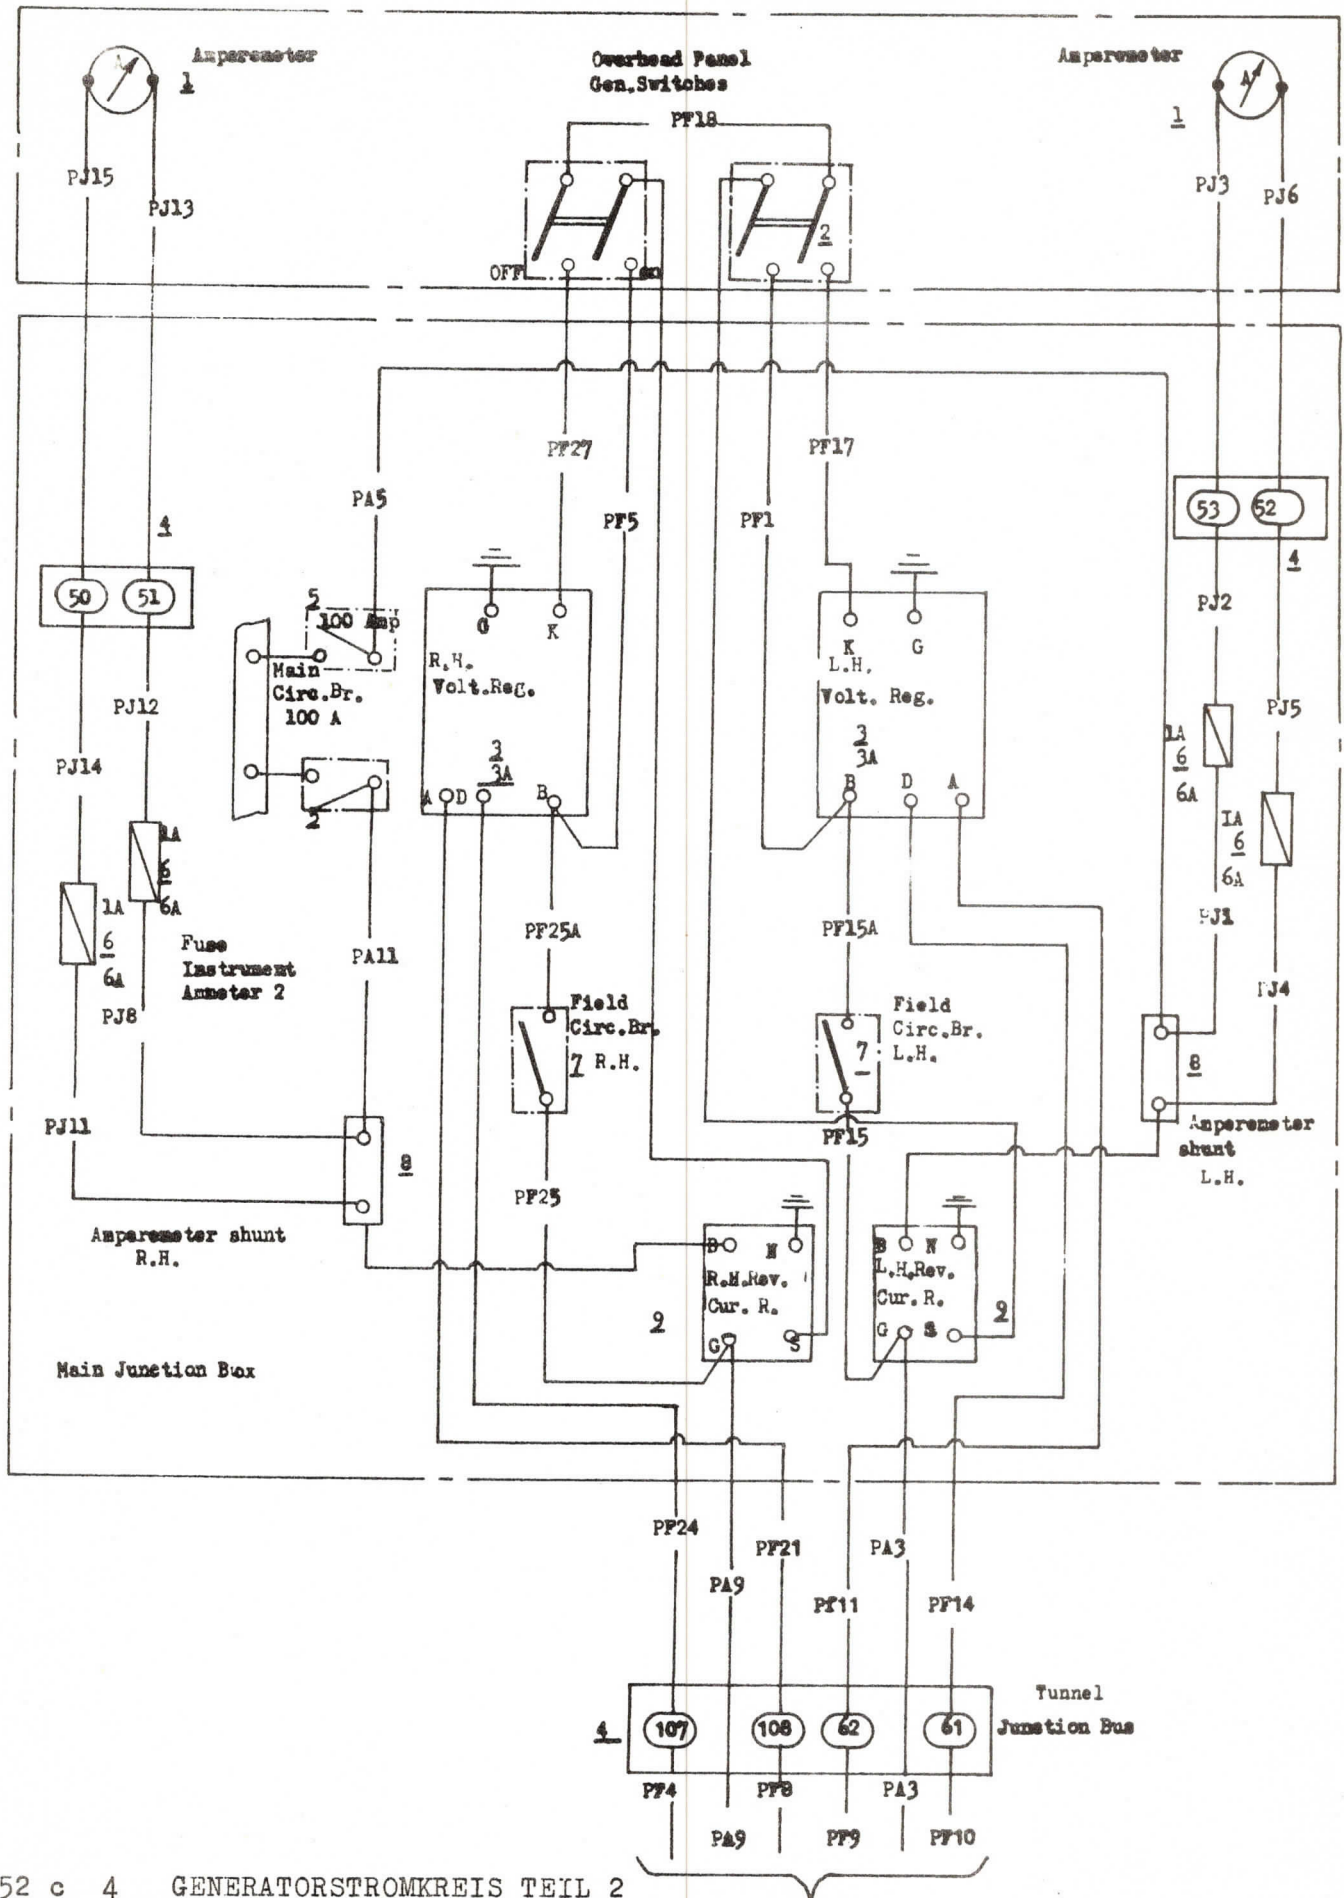 Amperemeter
1
A
Overhead Panel
Gen.Switches
Amperemeter
1
A
PF18
PJ15
PJ13
PJ3
PJ6
2
OFF
on
PF27
PF17
PA5
PF5
PF1
53
52
4
4
50
51
5
100 Amp
G
K
K
G
R.H.
Volt.Reg.
L.H.
Volt. Reg.
Main
Circ.Br.
100 A
PJ2
PJ12
PJ5
PJ14
3
3A
3
3A
1A
6
6A
A
D
B
B
D
A
2
1A
6
6A
1A
6
6A
1A
6
6A
PJ1
PF25A
PF15A
Fuse
Instrument
Ammeter 2
PA11
PJ4
PJ8
Field
Circ.Br.
7 R.H.
Field
Circ.Br.
L.H.
7
8
PJ11
PF15
Amperemeter
shunt
L.H.
8
PF25
Amperemeter shunt
R.H.
B
N
R.H.Rev.
Cur. R.
G
S
9
B
N
L.H.Rev.
Cur. R.
G
S
9
Main Junction Box
PF24
PF21
PA3
PA9
Pf11
PF14
Tunnel
Junction Bus
4
107
108
62
61
PF4
PF8
PA3
PA9
PF9
PF10
52 c 4 GENERATORSTROMKREIS TEIL 2